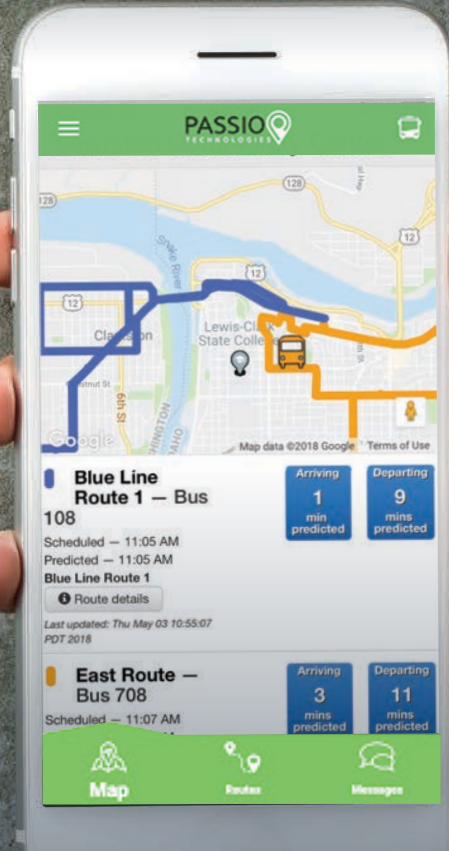 PASSIO
TECHNOLOGIES
128
128
12
Snake River
12
12
Clarkston
Lewis-Clark
State College
6th St
Google
Map data ©2018 Google
Terms of Use
Blue Line
Route 1 — Bus
108
Scheduled — 11:05 AM
Predicted — 11:05 AM
Blue Line Route 1
Route details
Last updated: Thu May 03 10:55:07
PDT 2018
Arriving
1
min
predicted
Departing
9
mins
predicted
East Route —
Bus 708
Scheduled — 11:07 AM
Arriving
3
mins
predicted
Departing
11
mins
predicted
Map
Routes
Messages